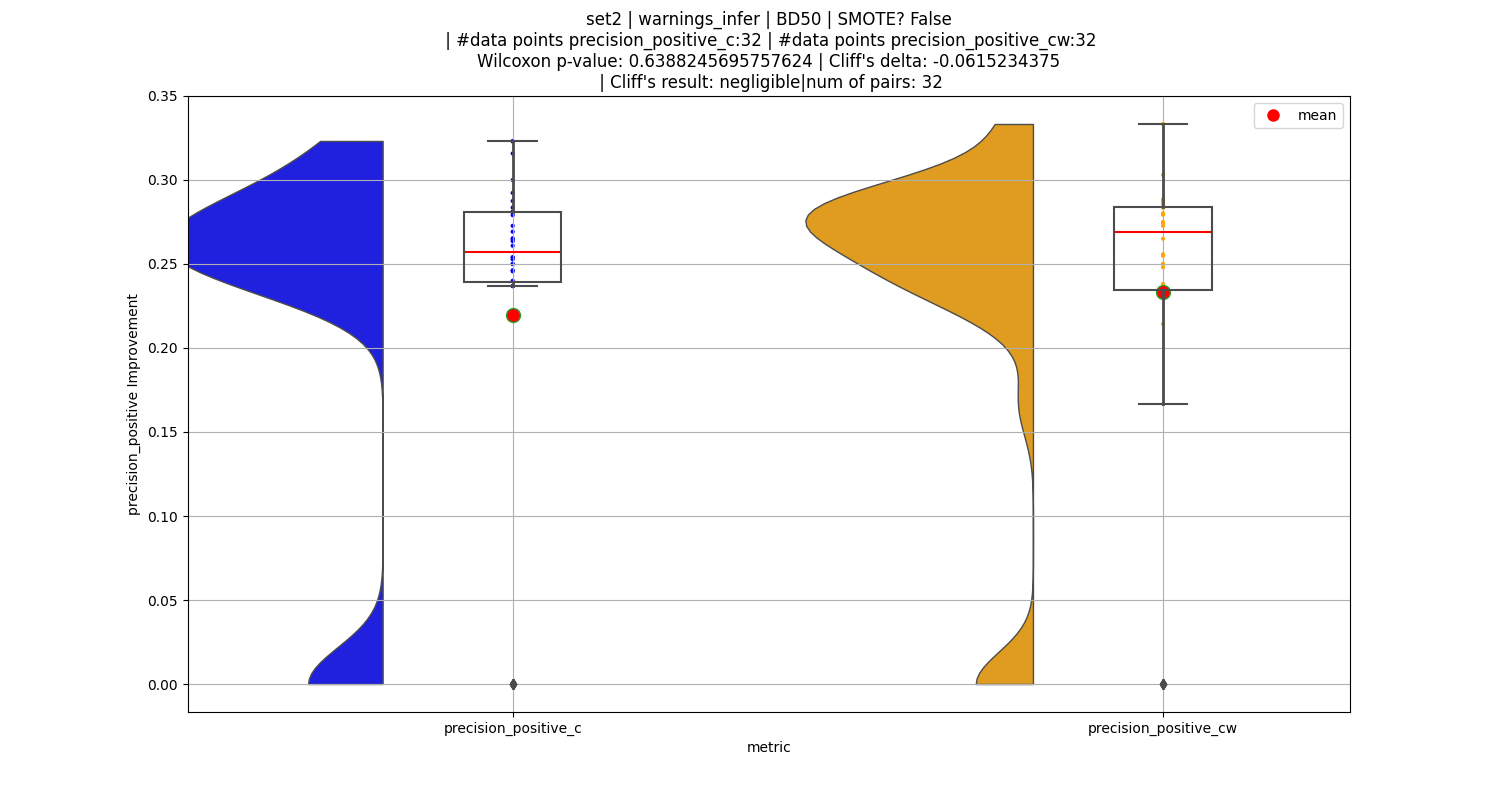 set2 | warnings_infer | BD50 | SMOTE? False
| #data points precision_positive_c:32 | #data points precision_positive_cw:32
Wilcoxon p-value: 0.6388245695757624 | Cliff's delta: -0.0615234375
| Cliff's result: negligible|num of pairs: 32
mean
precision_positive Improvement
0.35
0.30
0.25
0.20
0.15
0.10
0.05
0.00
precision_positive_c
precision_positive_cw
metric